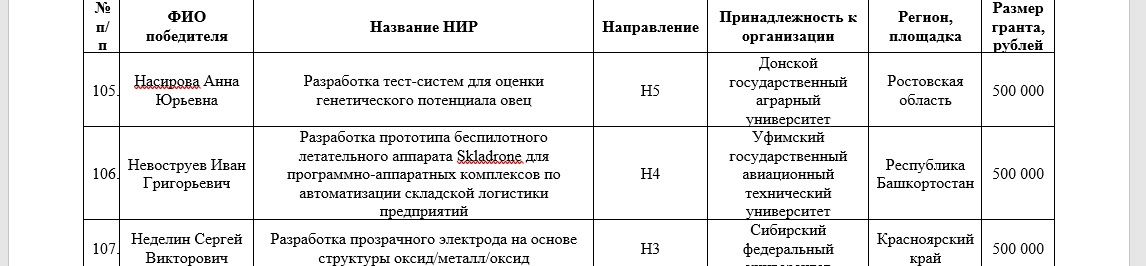 № п/п
ФИО победителя
Название НИР
Направление
Принадлежность к организации
Регион, площадка
Размер гранта, рублей
105.
Насирова Анна
Юрьевна
Разработка тест-систем для оценки
генетического потенциала овец
Н5
Донской
государственный
аграрный
университет
Ростовская
область
500 000
106.
Невоструев Иван
Григорьевич
Разработка прототипа беспилотного
летательного аппарата Skladrone для
программно-аппаратных комплексов по
автоматизации складской логистики
предприятий
Н4
Уфимский
государственный
авиационный
технический
университет
Республика
Башкортостан
500 000
107.
Неделин Сергей
Викторович
Разработка прозрачного электрода на основе
структуры оксид/металл/оксид
Н3
Сибирский
федеральный
Красноярский
край
500 000